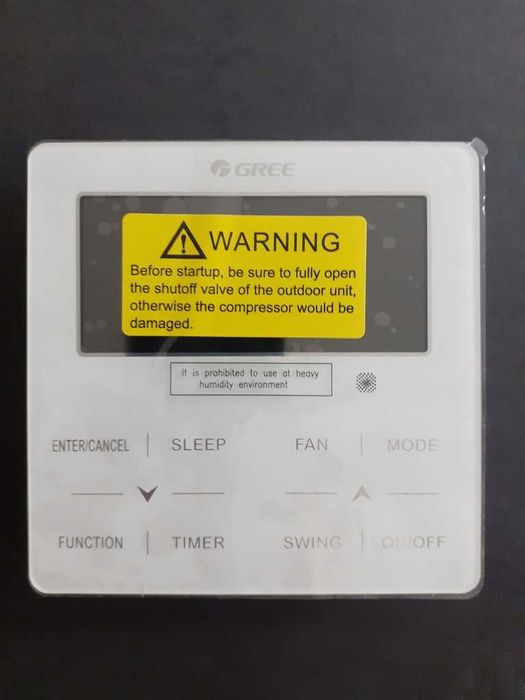 GREE
WARNING
Before startup, be sure to fully open
the shutoff valve of the outdoor unit,
otherwise the compressor would be
damaged.
It is prohibited to use at heavy
humidity environment
ENTER/CANCEL SLEEP FAN MODE
FUNCTION TIMER SWING ON/OFF